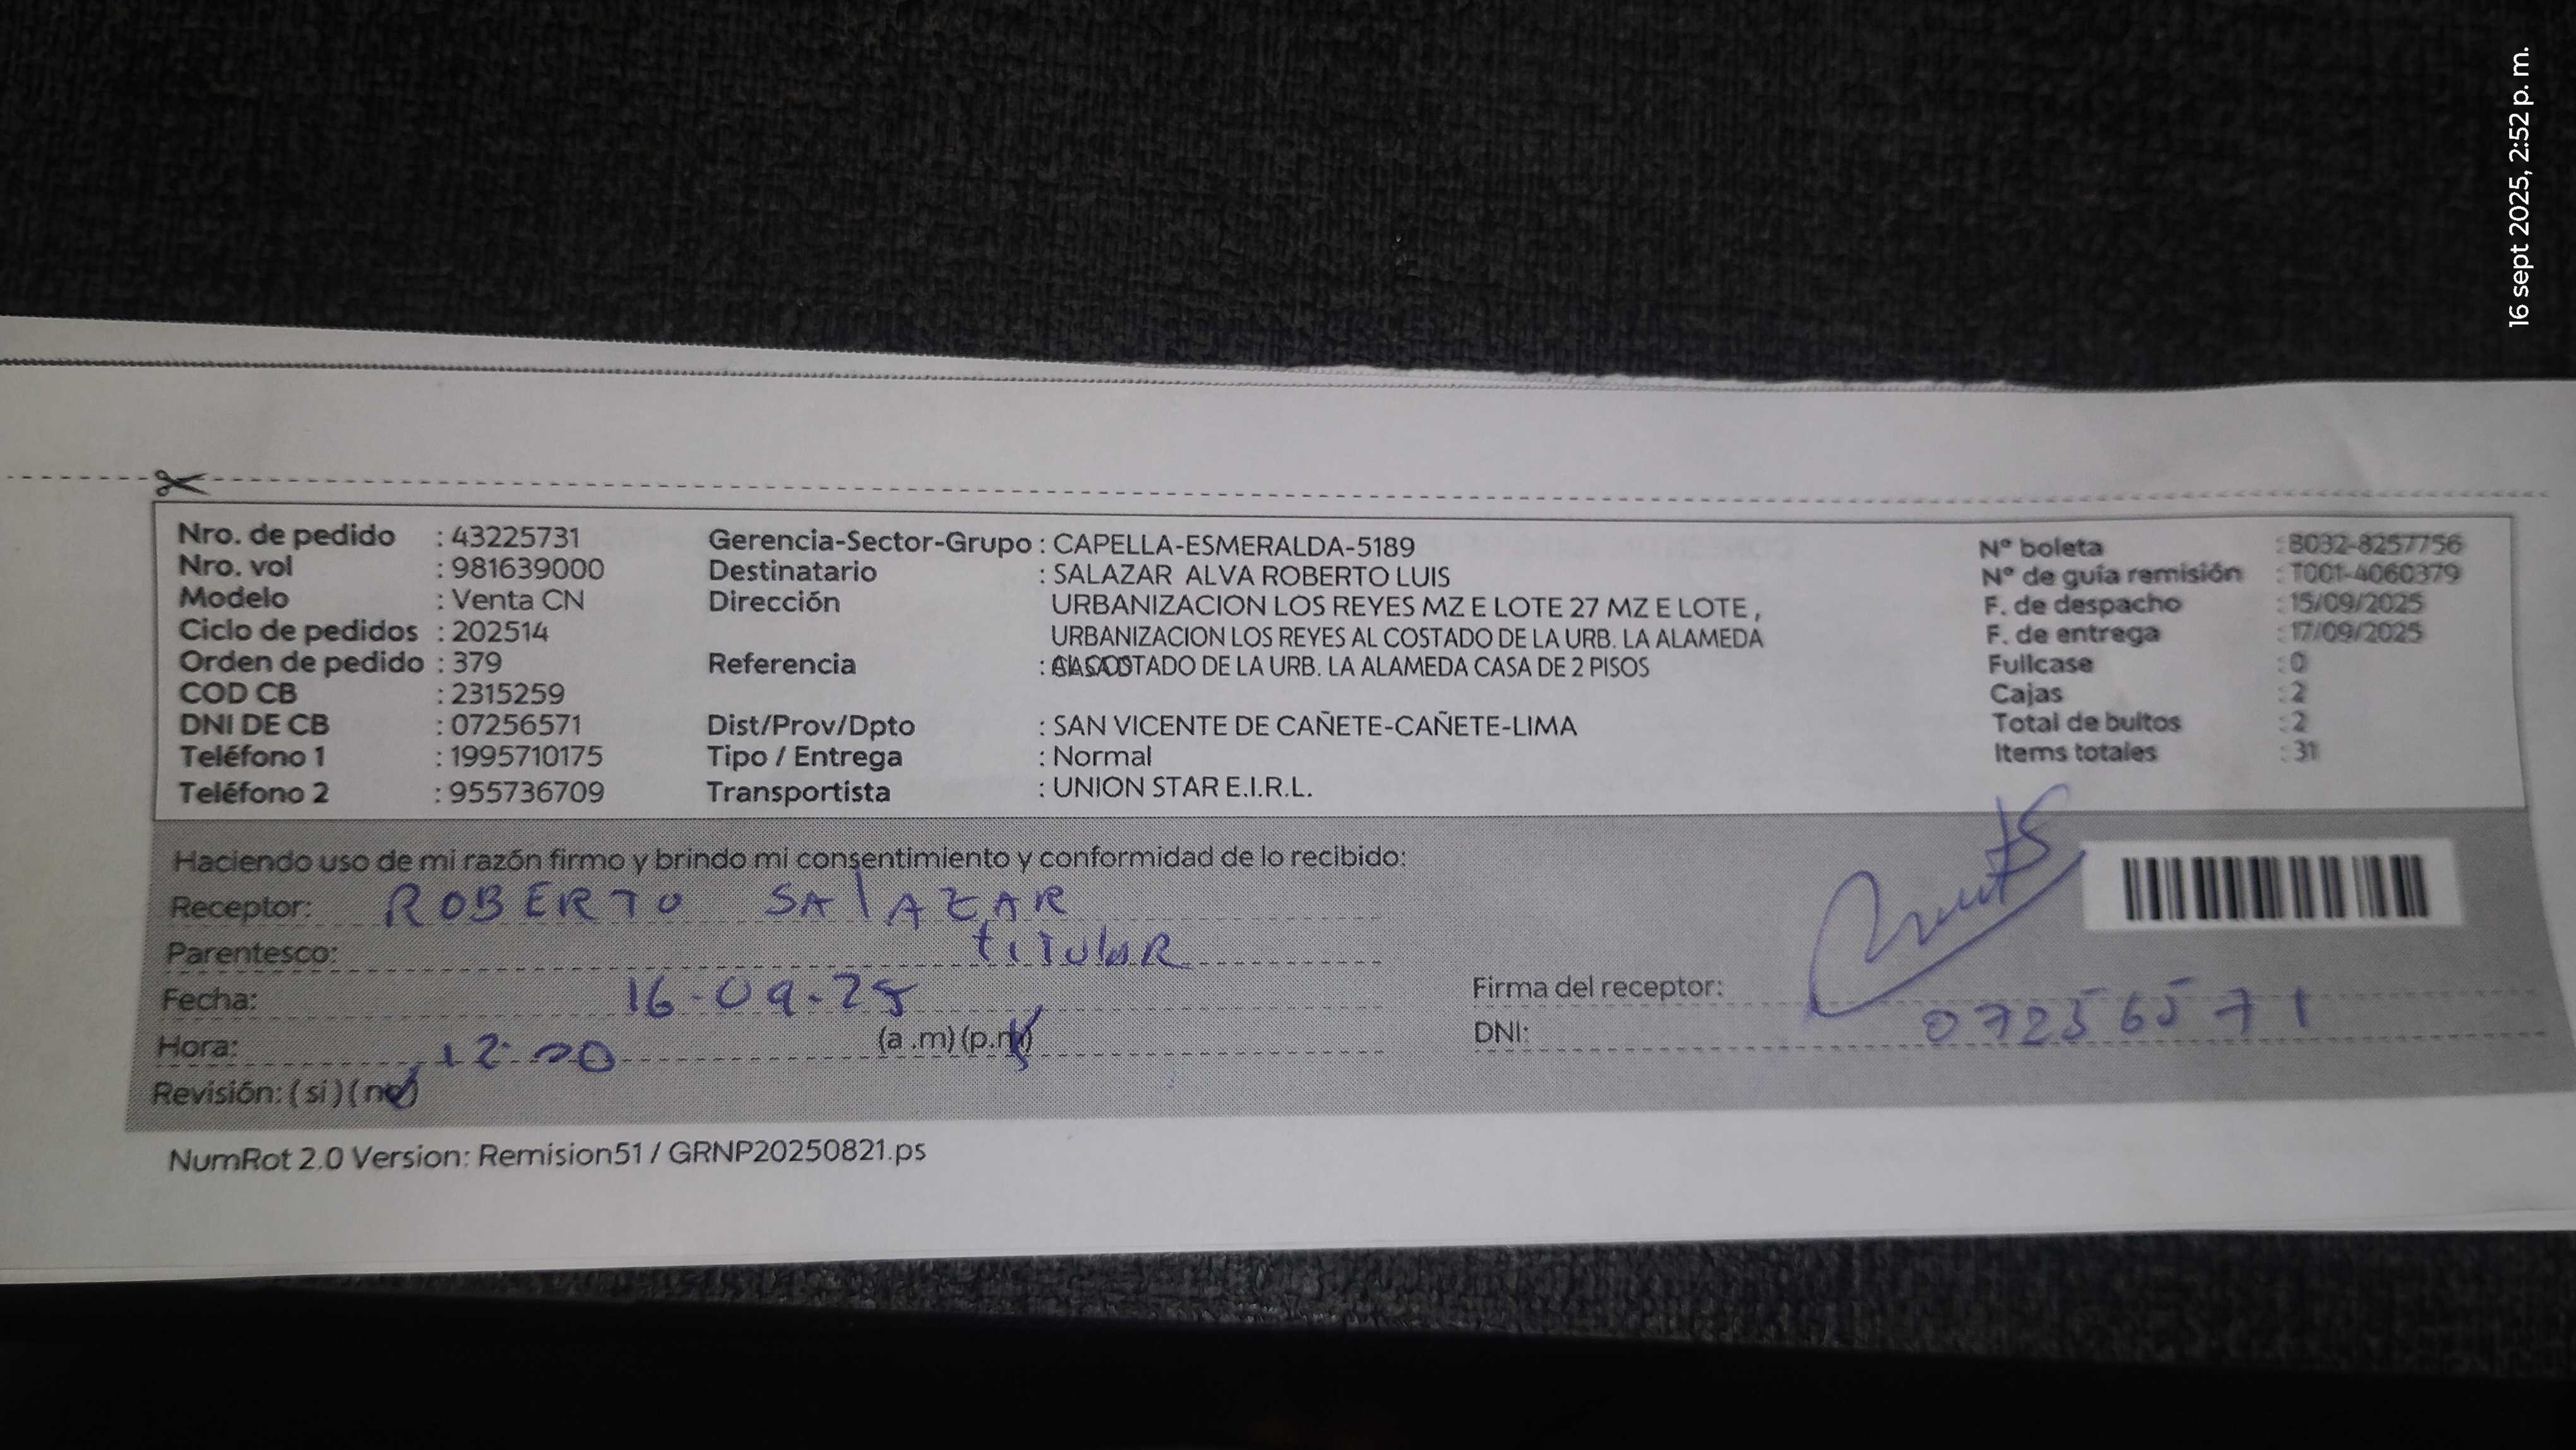 16 sept 2025, 2:52 p. m.
Nro. de pedido : 43225731 Gerencia-Sector-Grupo : CAPELLA-ESMERALDA-5189 N° boleta : B032-8257756
Nro. vol : 981639000 Destinatario : SALAZAR ALVA ROBERTO LUIS N° de guía remisión : T001-4060379
Modelo : Venta CN Dirección URBANIZACION LOS REYES MZ E LOTE 27 MZ E LOTE , F. de despacho : 15/09/2025
Ciclo de pedidos : 202514 URBANIZACION LOS REYES AL COSTADO DE LA URB. LA ALAMEDA F. de entrega : 17/09/2025
Orden de pedido : 379 Referencia : AL COSTADO DE LA URB. LA ALAMEDA CASA DE 2 PISOS Fullcase : 0
COD CB : 2315259 Cajas : 2
DNI DE CB : 07256571 Dist/Prov/Dpto : SAN VICENTE DE CAÑETE-CAÑETE-LIMA Total de bultos : 2
Teléfono 1 : 1995710175 Tipo / Entrega : Normal Items totales : 31
Teléfono 2 : 955736709 Transportista : UNION STAR E.I.R.L.
Haciendo uso de mi razón firmo y brindo mi consentimiento y conformidad de lo recibido:
Receptor: ROBERTO SAlAZAR
Parentesco: tituLaR
Fecha: 16-09-25 Firma del receptor:
Hora: 12:20 (a .m) (p.m) DNI: 07256571
Revisión: ( si ) ( no)
NumRot 2.0 Version: Remision51 / GRNP20250821.ps